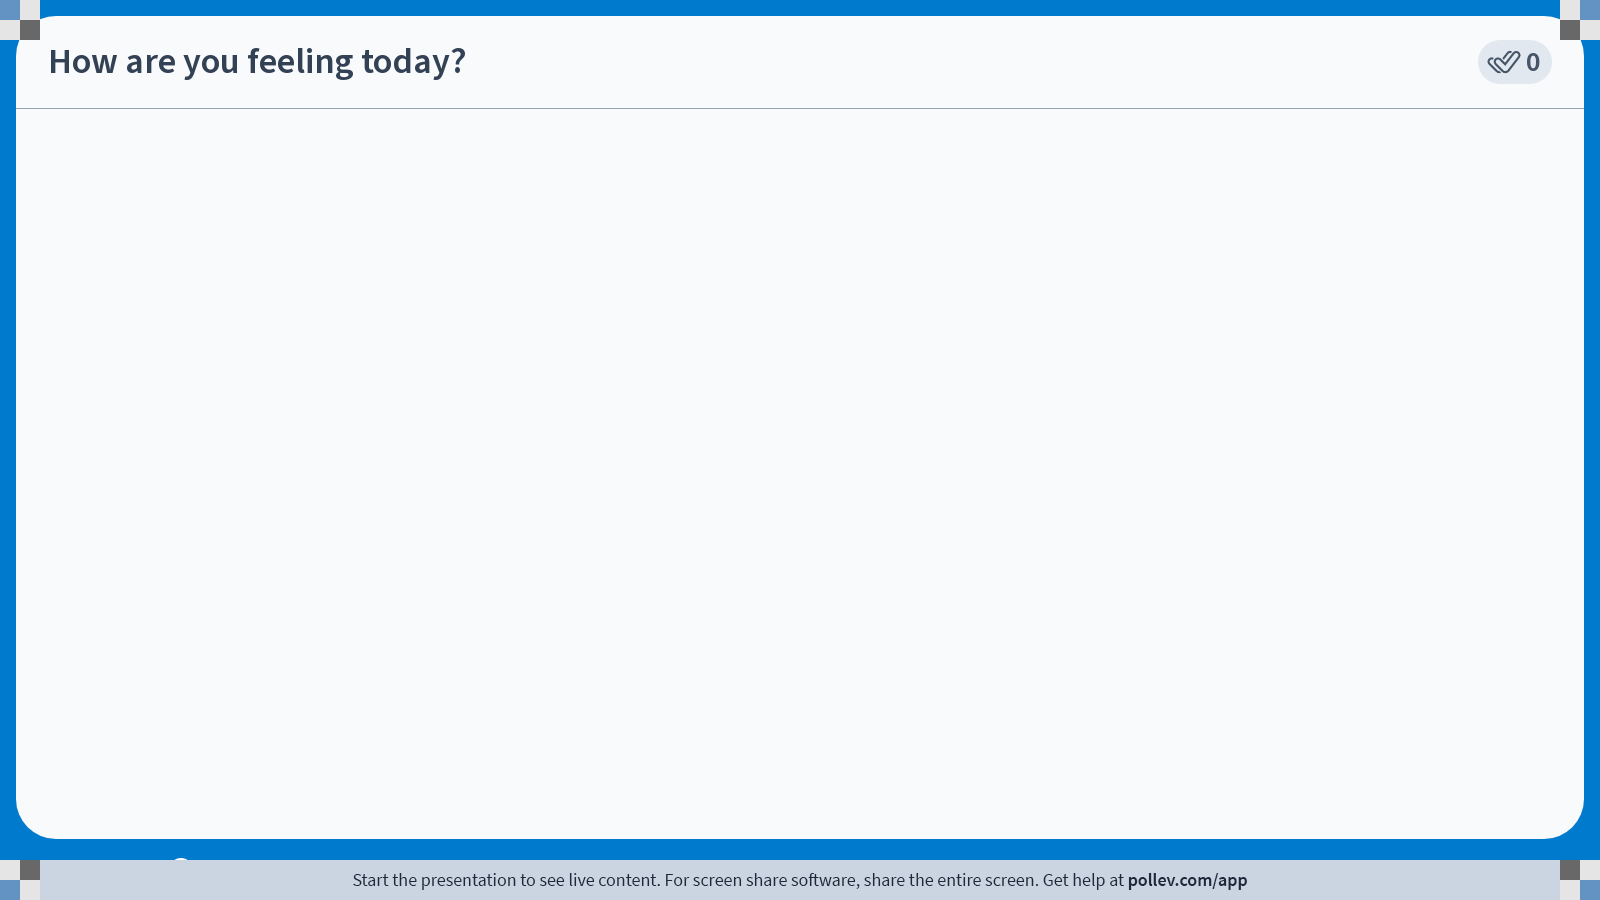 How are you feeling today?
0
Start the presentation to see live content. For screen share software, share the entire screen. Get help at pollev.com/app